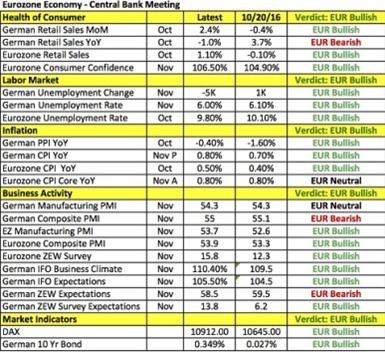 Eurozone Economy - Central Bank Meeting
Health of Consumer Latest 10/20/16 Verdict: EUR Bullish
German Retail Sales MoM Oct 2.4% -0.4% EUR Bullish
German Retail Sales YoY Oct -1.0% 3.7% EUR Bearish
Eurozone Retail Sales Oct 1.10% -0.10% EUR Bullish
Eurozone Consumer Confidence Nov 106.50% 104.90% EUR Bullish
Labor Market Verdict: EUR Bullish
German Unemployment Change Nov -5K 1K EUR Bullish
German Unemployment Rate Nov 6.00% 6.10% EUR Bullish
Eurozone Unemployment Rate Oct 9.80% 10.10% EUR Bullish
Inflation Verdict: EUR Bullish
German PPI YoY Oct -0.40% -1.60% EUR Bullish
German CPI YoY Nov P 0.80% 0.70% EUR Bullish
Eurozone CPI YoY Oct 0.50% 0.40% EUR Bullish
Eurozone CPI Core YoY Nov A 0.80% 0.80% EUR Neutral
Business Activity Verdict: EUR Bullish
German Manufacturing PMI Nov 54.3 54.3 EUR Neutral
German Composite PMI Nov 55 55.1 EUR Bearish
EZ Manufacturing PMI Nov 53.7 52.6 EUR Bullish
Eurozone Composite PMI Nov 53.9 53.3 EUR Bullish
Eurozone ZEW Survey Nov 15.8 12.3 EUR Bullish
German IFO Business Climate Nov 110.40% 109.5 EUR Bullish
German IFO Expectations Nov 105.50% 104.5 EUR Bullish
German ZEW Expectations Nov 58.5 59.5 EUR Bearish
German ZEW Survey Expectations Nov 13.8 6.2 EUR Bullish
Market Indicators Verdict: EUR Bullish
DAX 10912.00 10645.00 EUR Bullish
German 10 Yr Bond 0.349% 0.027% EUR Bullish